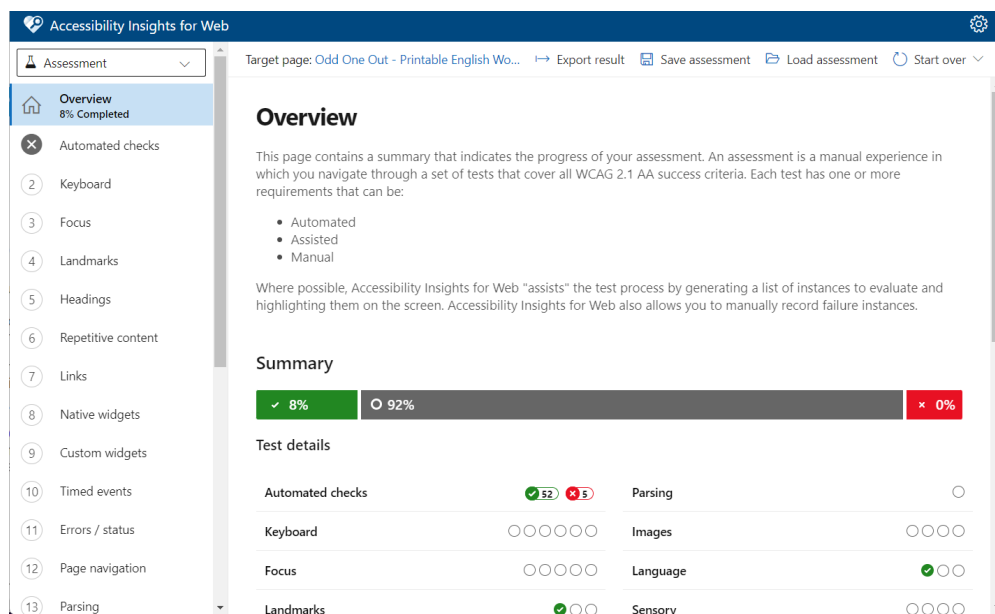 Accessibility Insights for Web
Assessment
Target page: Odd One Out - Printable English Wo... Export result Save assessment Load assessment Start over
Overview
8% Completed
Automated checks
2 Keyboard
3 Focus
4 Landmarks
5 Headings
6 Repetitive content
7 Links
8 Native widgets
9 Custom widgets
10 Timed events
11 Errors / status
12 Page navigation
13 Parsing
Overview
This page contains a summary that indicates the progress of your assessment. An assessment is a manual experience in
which you navigate through a set of tests that cover all WCAG 2.1 AA success criteria. Each test has one or more
requirements that can be:
• Automated
• Assisted
• Manual
Where possible, Accessibility Insights for Web "assists" the test process by generating a list of instances to evaluate and
highlighting them on the screen. Accessibility Insights for Web also allows you to manually record failure instances.
Summary
8% 92% 0%
Test details
Automated checks 52 5
Keyboard
Focus
Landmarks
Parsing
Images
Language
Sensory